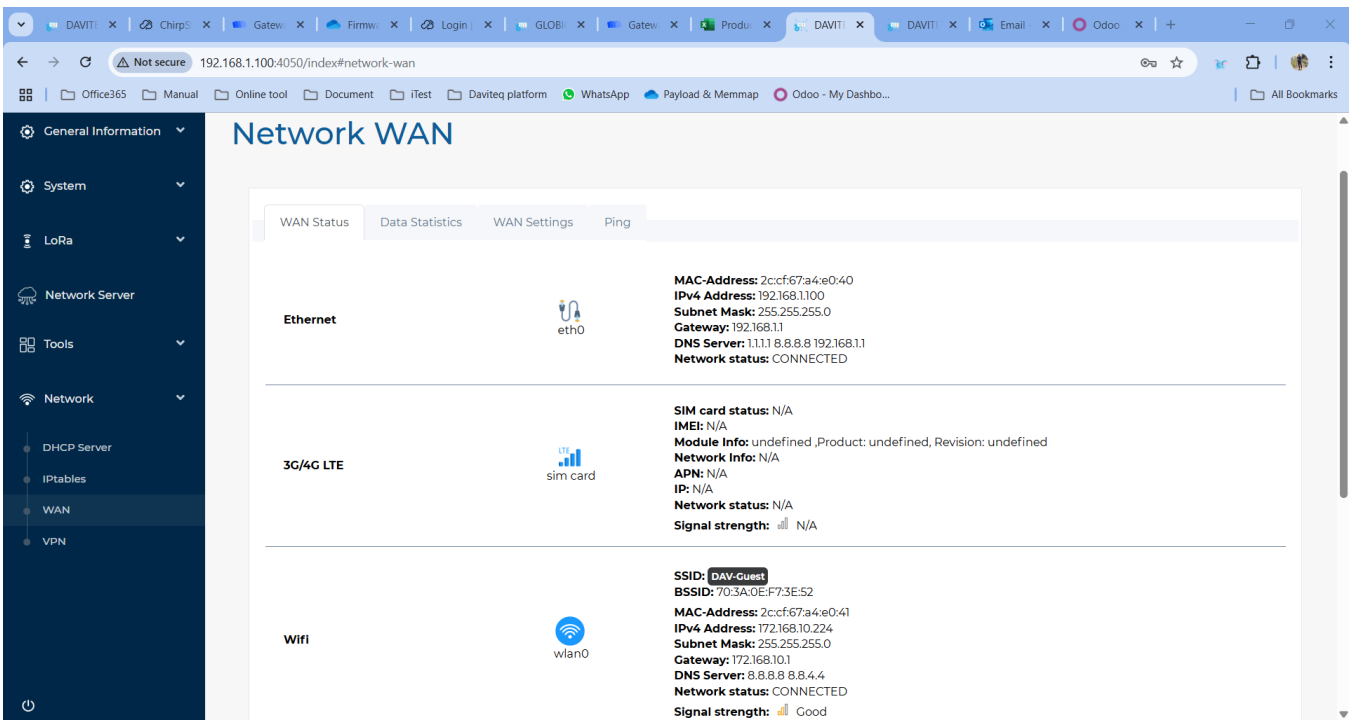 DAVITE
ChirpS
Gatew
Firmwa
Login
GLOBI
Gatew
Produc
DAVITE
DAVITE
Email -
Odoo
Not secure
192.168.1.100:4050/index#network-wan
Office365
Manual
Online tool
Document
iTest
Daviteq platform
WhatsApp
Payload & Memmap
Odoo - My Dashbo...
All Bookmarks
General Information
System
LoRa
Network Server
Tools
Network
DHCP Server
IPtables
WAN
VPN
Network WAN
WAN Status
Data Statistics
WAN Settings
Ping
Ethernet
eth0
MAC-Address: 2c:cf:67:a4:e0:40
IPv4 Address: 192.168.1.100
Subnet Mask: 255.255.255.0
Gateway: 192.168.1.1
DNS Server: 1.1.1.1 8.8.8.8 192.168.1.1
Network status: CONNECTED
3G/4G LTE
LTE
sim card
SIM card status: N/A
IMEI: N/A
Module Info: undefined ,Product: undefined, Revision: undefined
Network Info: N/A
APN: N/A
IP: N/A
Network status: N/A
Signal strength: N/A
Wifi
wlan0
SSID: DAV-Guest
BSSID: 70:3A:0E:F7:3E:52
MAC-Address: 2c:cf:67:a4:e0:41
IPv4 Address: 172.168.10.224
Subnet Mask: 255.255.255.0
Gateway: 172.168.10.1
DNS Server: 8.8.8.8 8.8.4.4
Network status: CONNECTED
Signal strength: Good